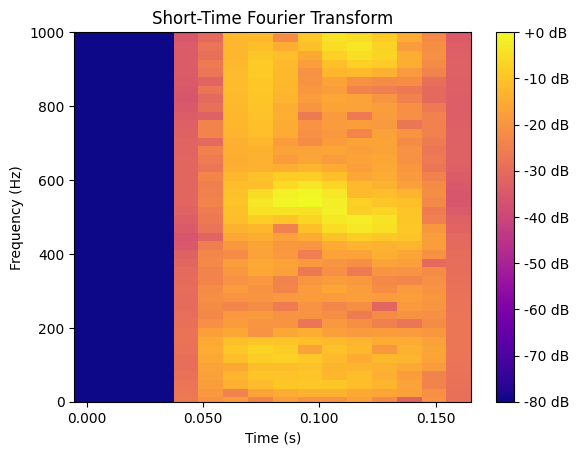 Short-Time Fourier Transform
1000
800
600
400
200
0
Frequency (Hz)
0.000
0.050
0.100
0.150
Time (s)
+0 dB
-10 dB
-20 dB
-30 dB
-40 dB
-50 dB
-60 dB
-70 dB
-80 dB